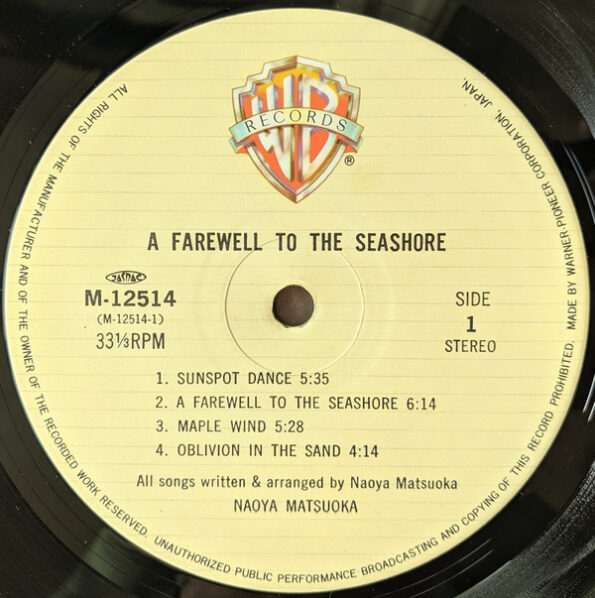 WB
RECORDS
®
A FAREWELL TO THE SEASHORE
JASRAC
M-12514
(M-12514-1)
33⅓RPM
SIDE
1
STEREO
1. SUNSPOT DANCE 5:35
2. A FAREWELL TO THE SEASHORE 6:14
3. MAPLE WIND 5:28
4. OBLIVION IN THE SAND 4:14
All songs written & arranged by Naoya Matsuoka
NAOYA MATSUOKA
ALL RIGHTS OF THE MANUFACTURER AND OF THE OWNER OF THE RECORDED WORK RESERVED. UNAUTHORIZED PUBLIC PERFORMANCE BROADCASTING AND COPYING OF THIS RECORD PROHIBITED. MADE BY WARNER-PIONEER CORPORATION, JAPAN.